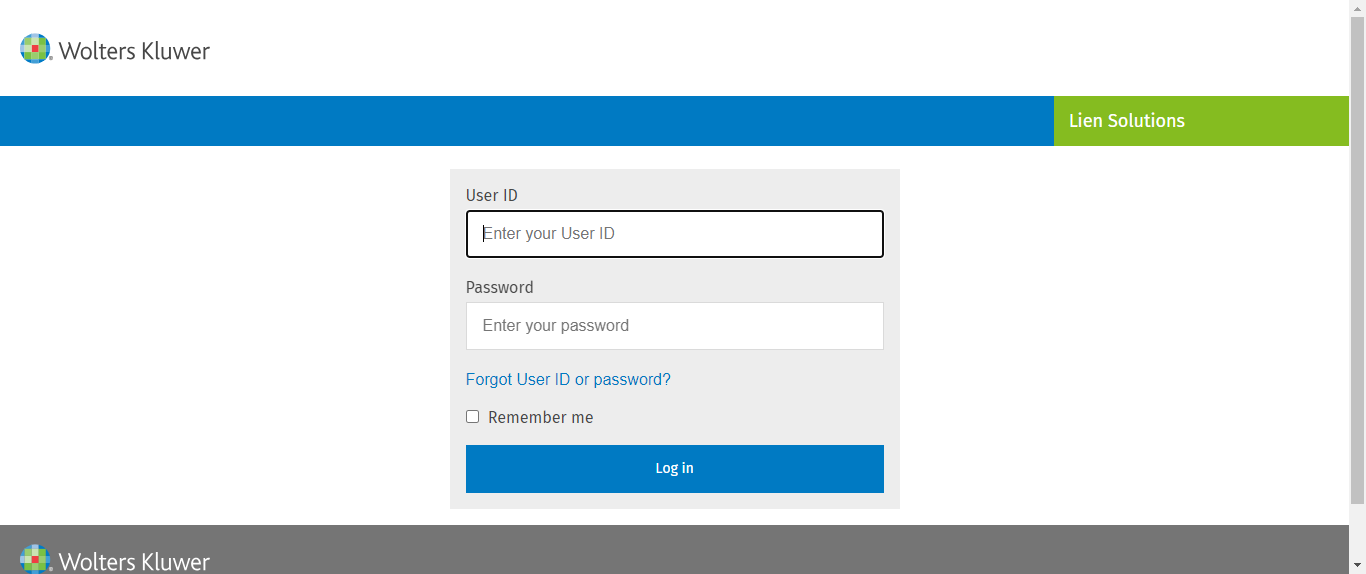 Wolters Kluwer
Lien Solutions
User ID
Enter your User ID
Password
Enter your password
Forgot User ID or password?
Remember me
Log in
Wolters Kluwer